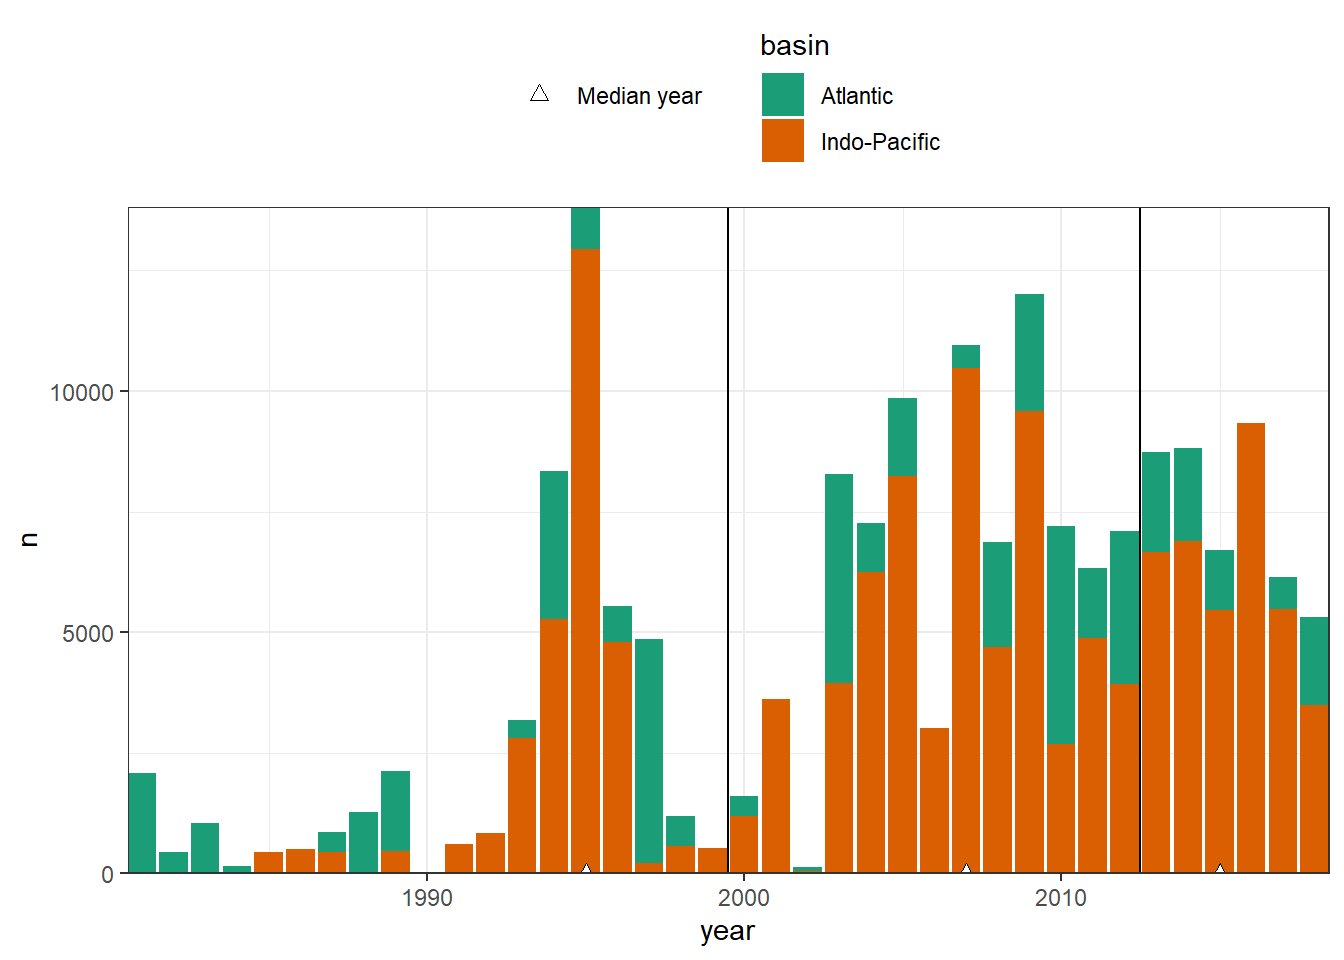 basin
Median year
Atlantic
Indo-Pacific
n
10000
5000
0
1990
2000
2010
year